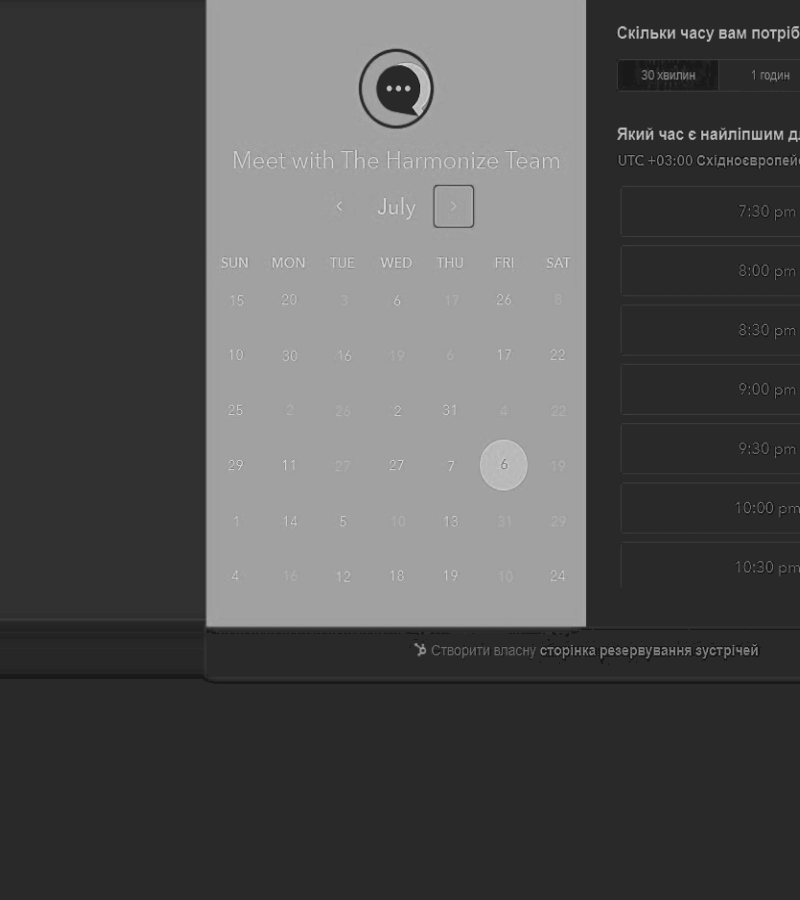 Meet with The Harmonize Team
July
SUN MON TUE WED THU FRI SAT
15 20 3 6 17 26 8
10 30 16 19 6 17 22
25 2 26 2 31 4 22
29 11 27 27 7 6 19
1 14 5 10 13 31 29
4 16 12 18 19 10 24
Скільки часу вам потріб
30 хвилин 1 годин
Який час є найліпшим д
UTC +03:00 Східноєвропей
7:30 pm
8:00 pm
8:30 pm
9:00 pm
9:30 pm
10:00 pm
10:30 pm
Створити власну сторінка резервування зустрічей